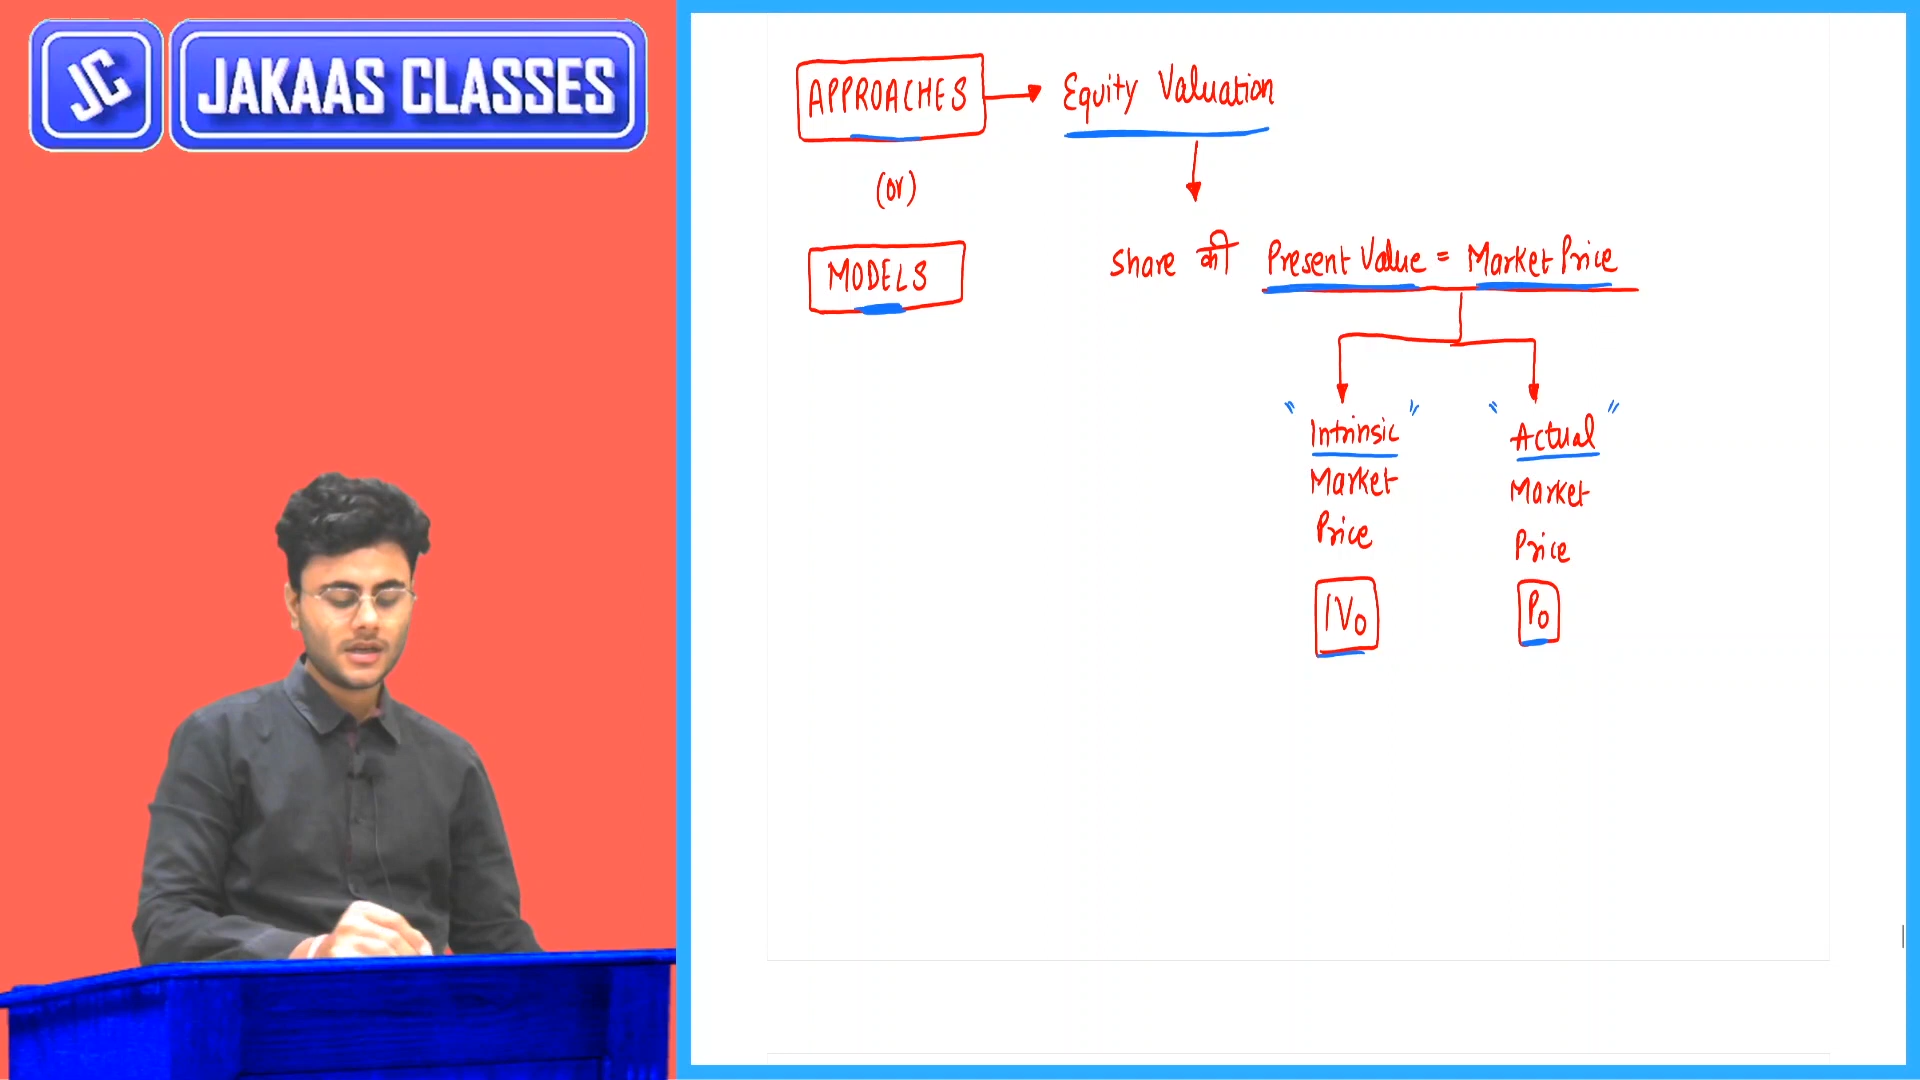 JC JAKAAS CLASSES
APPROACHES → Equity Valuation
(or)
MODELS
Share की Present Value = Market Price
"Intrinsic" "Actual"
Market Market
Price Price
IV₀ P₀